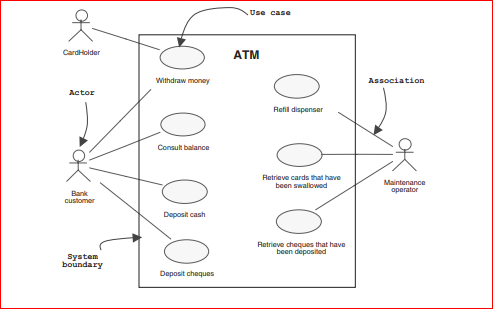 Use case
CardHolder
ATM
Withdraw money
Association
Actor
Refill dispenser
Consult balance
Bank
customer
Retrieve cards that have
been swallowed
Maintenance
operator
Deposit cash
System
boundary
Retrieve cheques that have
been deposited
Deposit cheques